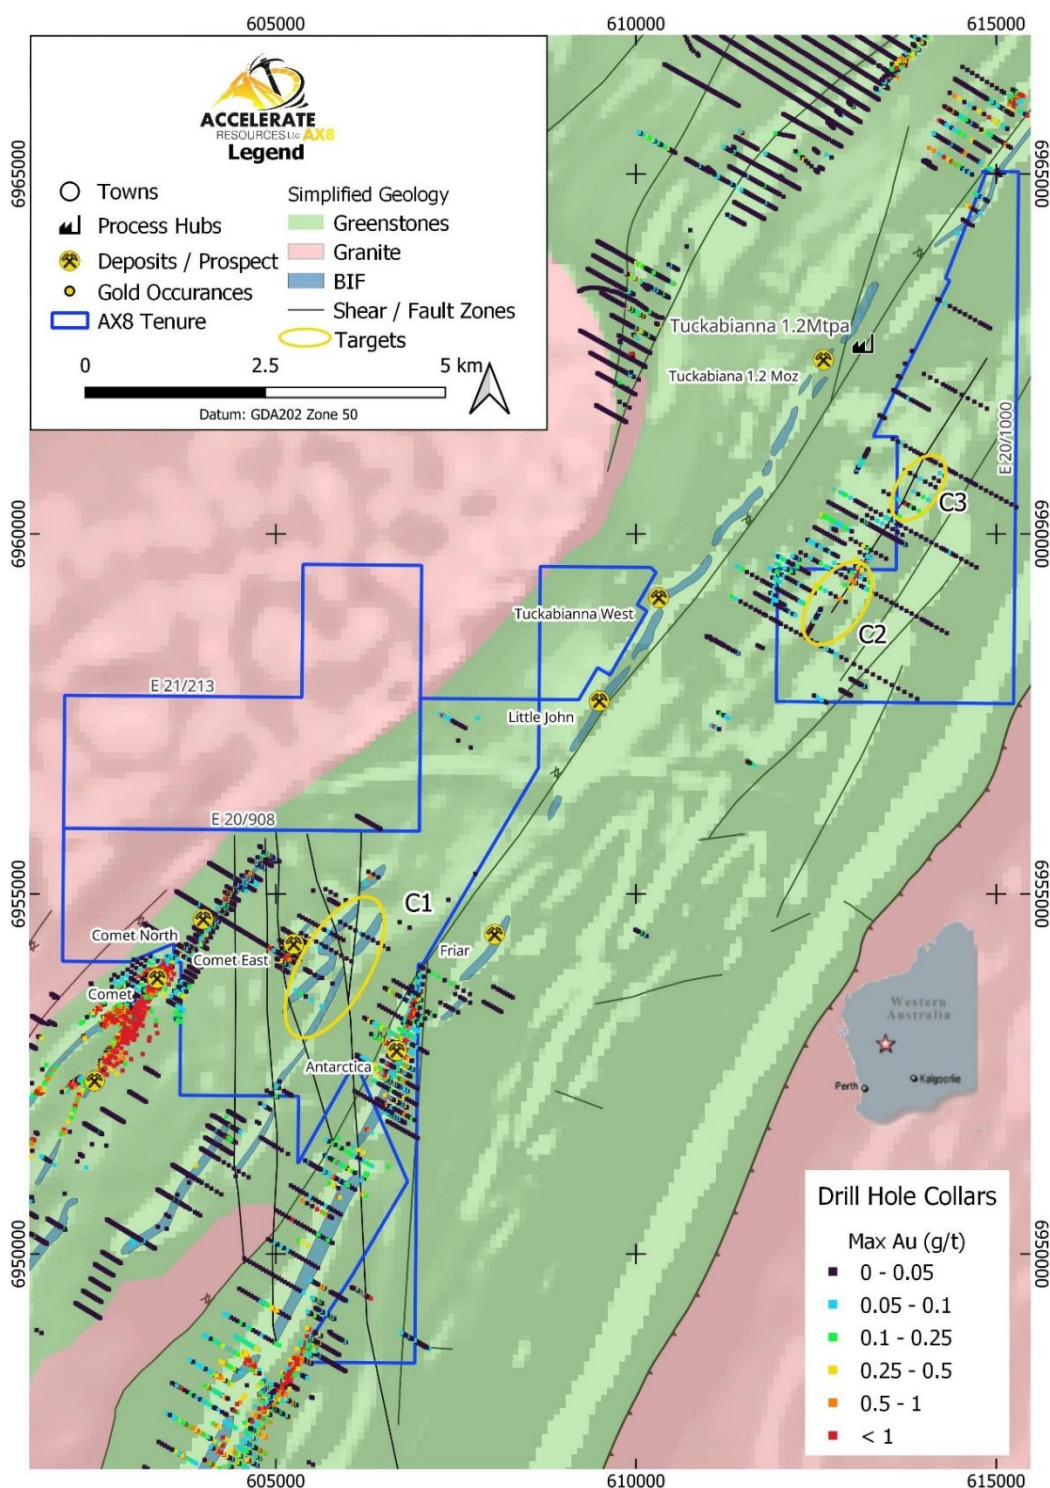 605000
610000
615000
ACCELERATE
RESOURCES Ltd AX8
Legend
Towns
Process Hubs
Deposits / Prospect
Gold Occurances
AX8 Tenure
Simplified Geology
Greenstones
Granite
BIF
Shear / Fault Zones
Targets
0
2.5
5 km
Datum: GDA202 Zone 50
6965000
6965000
Tuckabianna 1.2Mtpa
Tuckabiana 1.2 Moz
E 20/1000
C3
6960000
6960000
Tuckabianna West
C2
E 21/213
Little John
E 20/908
6955000
6955000
C1
Comet North
Comet East
Friar
Comet
Antarctica
Western
Australia
Perth
Kalgoorlie
6950000
6950000
Drill Hole Collars
Max Au (g/t)
0 - 0.05
0.05 - 0.1
0.1 - 0.25
0.25 - 0.5
0.5 - 1
< 1
605000
610000
615000